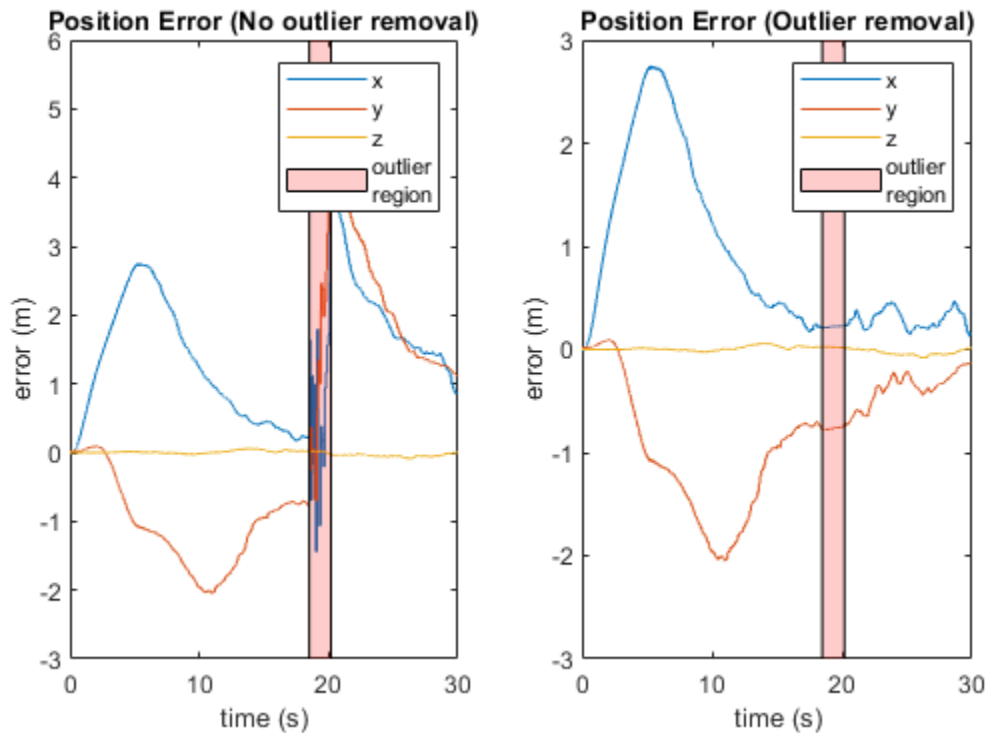 Position Error (No outlier removal)
6
5
4
3
2
1
0
-1
-2
-3
error (m)
0
10
20
30
time (s)
x
y
z
outlier
region
Position Error (Outlier removal)
3
2
1
0
-1
-2
-3
error (m)
0
10
20
30
time (s)
x
y
z
outlier
region